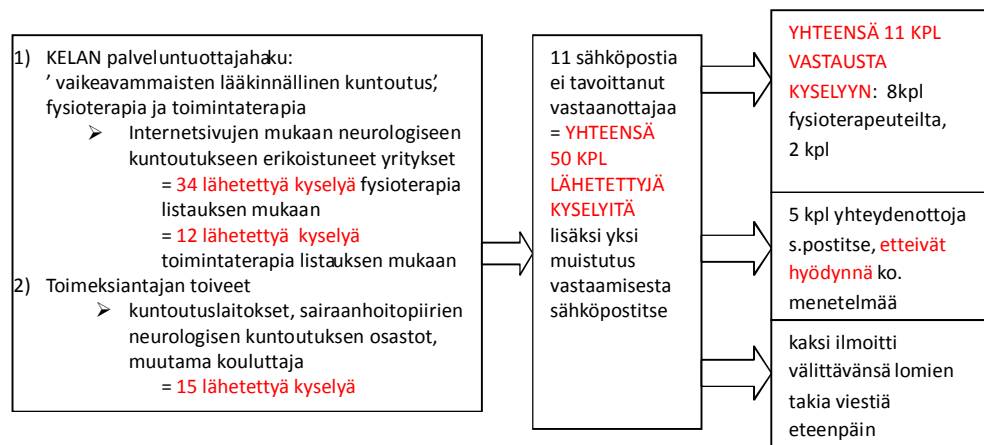 1) KELAN palveluntuottajahaku:
' vaikeavammaisten lääkinnällinen kuntoutus',
fysioterapia ja toimintaterapia
➢ Internetsivujen mukaan neurologiseen
kuntoutukseen erikoistuneet yritykset
= 34 lähetettyä kyselyä fysioterapia
listauksen mukaan
= 12 lähetettyä kyselyä
toimintaterapia listauksen mukaan
2) Toimeksiantajan toiveet
➢ kuntoutuslaitokset, sairaanhoitopiirien
neurologisen kuntoutuksen osastot,
muutama kouluttaja
= 15 lähetettyä kyselyä
11 sähköpostia
ei tavoittanut
vastaanottajaa
= YHTEENSÄ
50 KPL
LÄHETETTYJÄ
KYSELYITÄ
lisäksi yksi
muistutus
vastaamisesta
sähköpostitse
YHTEENSÄ 11 KPL
VASTAUSTA
KYSELYYN: 8kpl
fysioterapeuteilta,
2 kpl
5 kpl yhteydenottoja
s.postitse, etteivät
hyödynnä ko.
menetelmää
kaksi ilmoitti
välittävänsä lomien
takia viestiä
eteenpäin